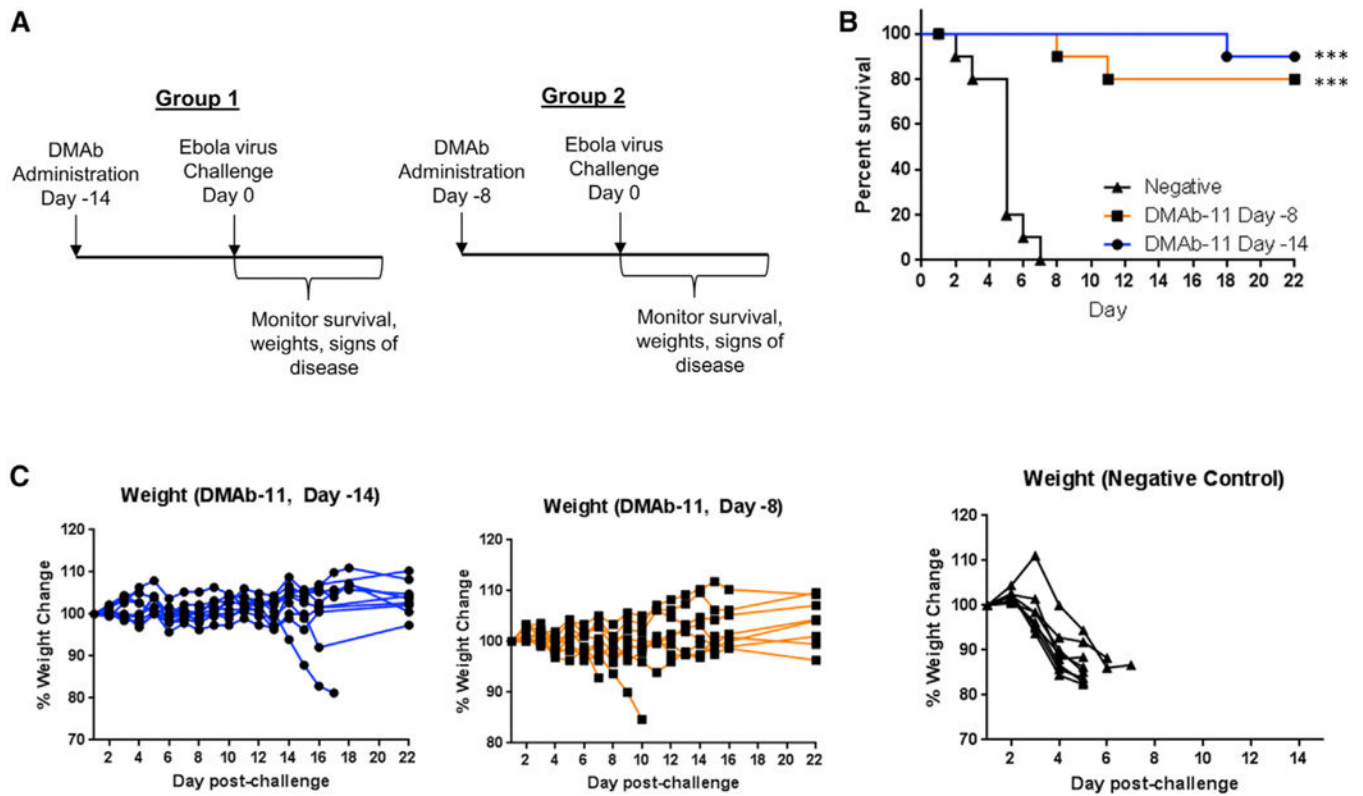 A
Group 1
DMAb
Administration
Day -14
Ebola virus
Challenge
Day 0
Monitor survival,
weights, signs of
disease
Group 2
DMAb
Administration
Day -8
Ebola virus
Challenge
Day 0
Monitor survival,
weights, signs of
disease
B
Percent survival
100
80
60
40
20
0
0 2 4 6 8 10 12 14 16 18 20 22
Day
***
***
Negative
DMAb-11 Day -8
DMAb-11 Day -14
C
Weight (DMAb-11, Day -14)
% Weight Change
120
110
100
90
80
70
2 4 6 8 10 12 14 16 18 20 22
Day post-challenge
Weight (DMAb-11, Day -8)
% Weight Change
120
110
100
90
80
2 4 6 8 10 12 14 16 18 20 22
Day post-challenge
Weight (Negative Control)
% Weight Change
120
110
100
90
80
70
2 4 6 8 10 12 14
Day post-challenge